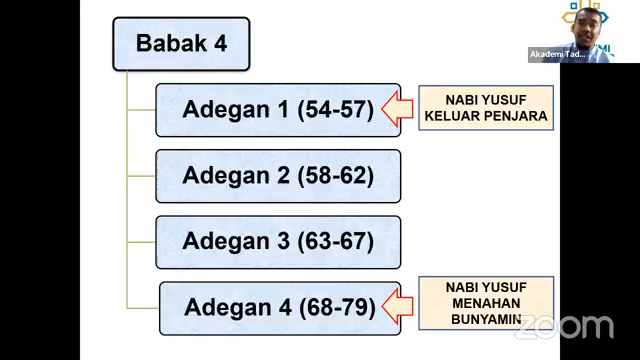 Babak 4
Adegan 1 (54-57)
NABI YUSUF
KELUAR PENJARA
Adegan 2 (58-62)
Adegan 3 (63-67)
Adegan 4 (68-79)
NABI YUSUF
MENAHAN
BUNYAMIN
Akademi Tad...
zoom